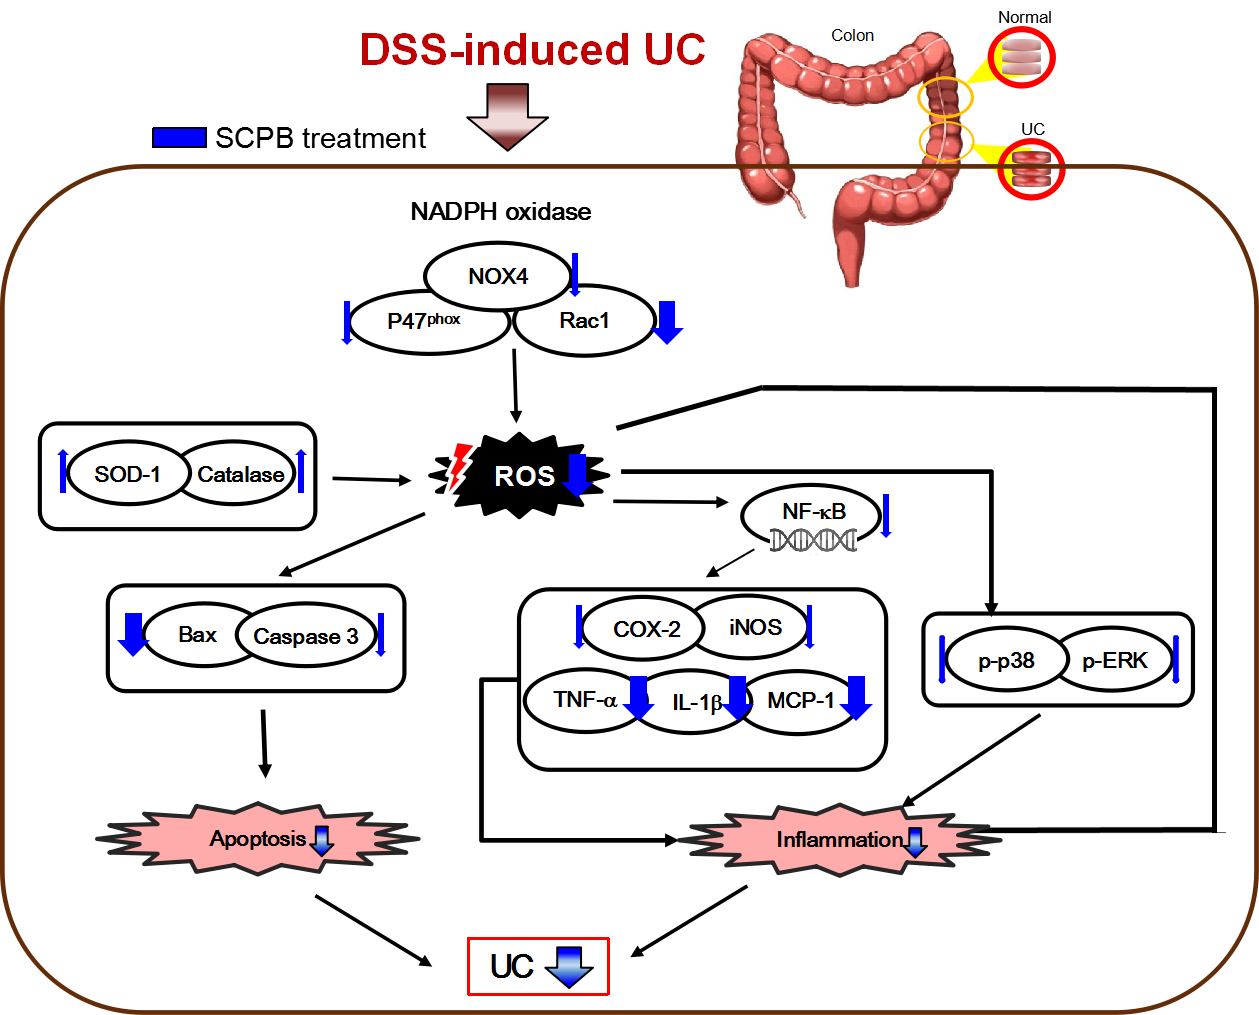 Normal
DSS-induced UC
Colon
UC
SCPB treatment
NADPH oxidase
NOX4
P47phox
Rac1
ROS
SOD-1
Catalase
NF-κB
Bax
Caspase 3
COX-2
iNOS
p-p38
p-ERK
TNF-α
IL-1β
MCP-1
Apoptosis
Inflammation
UC